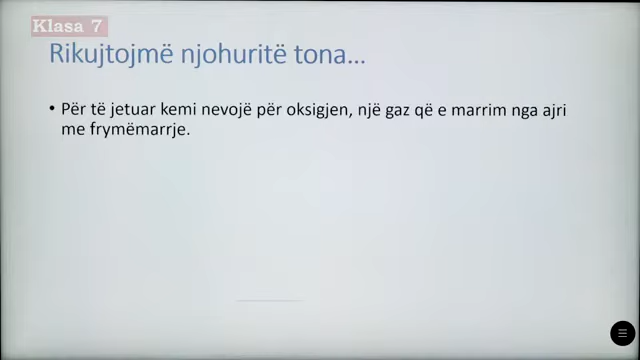 Klasa 7
Rikujtojmë njohuritë tona...
• Për të jetuar kemi nevojë për oksigjen, një gaz që e marrim nga ajri
me frymëmarrje.